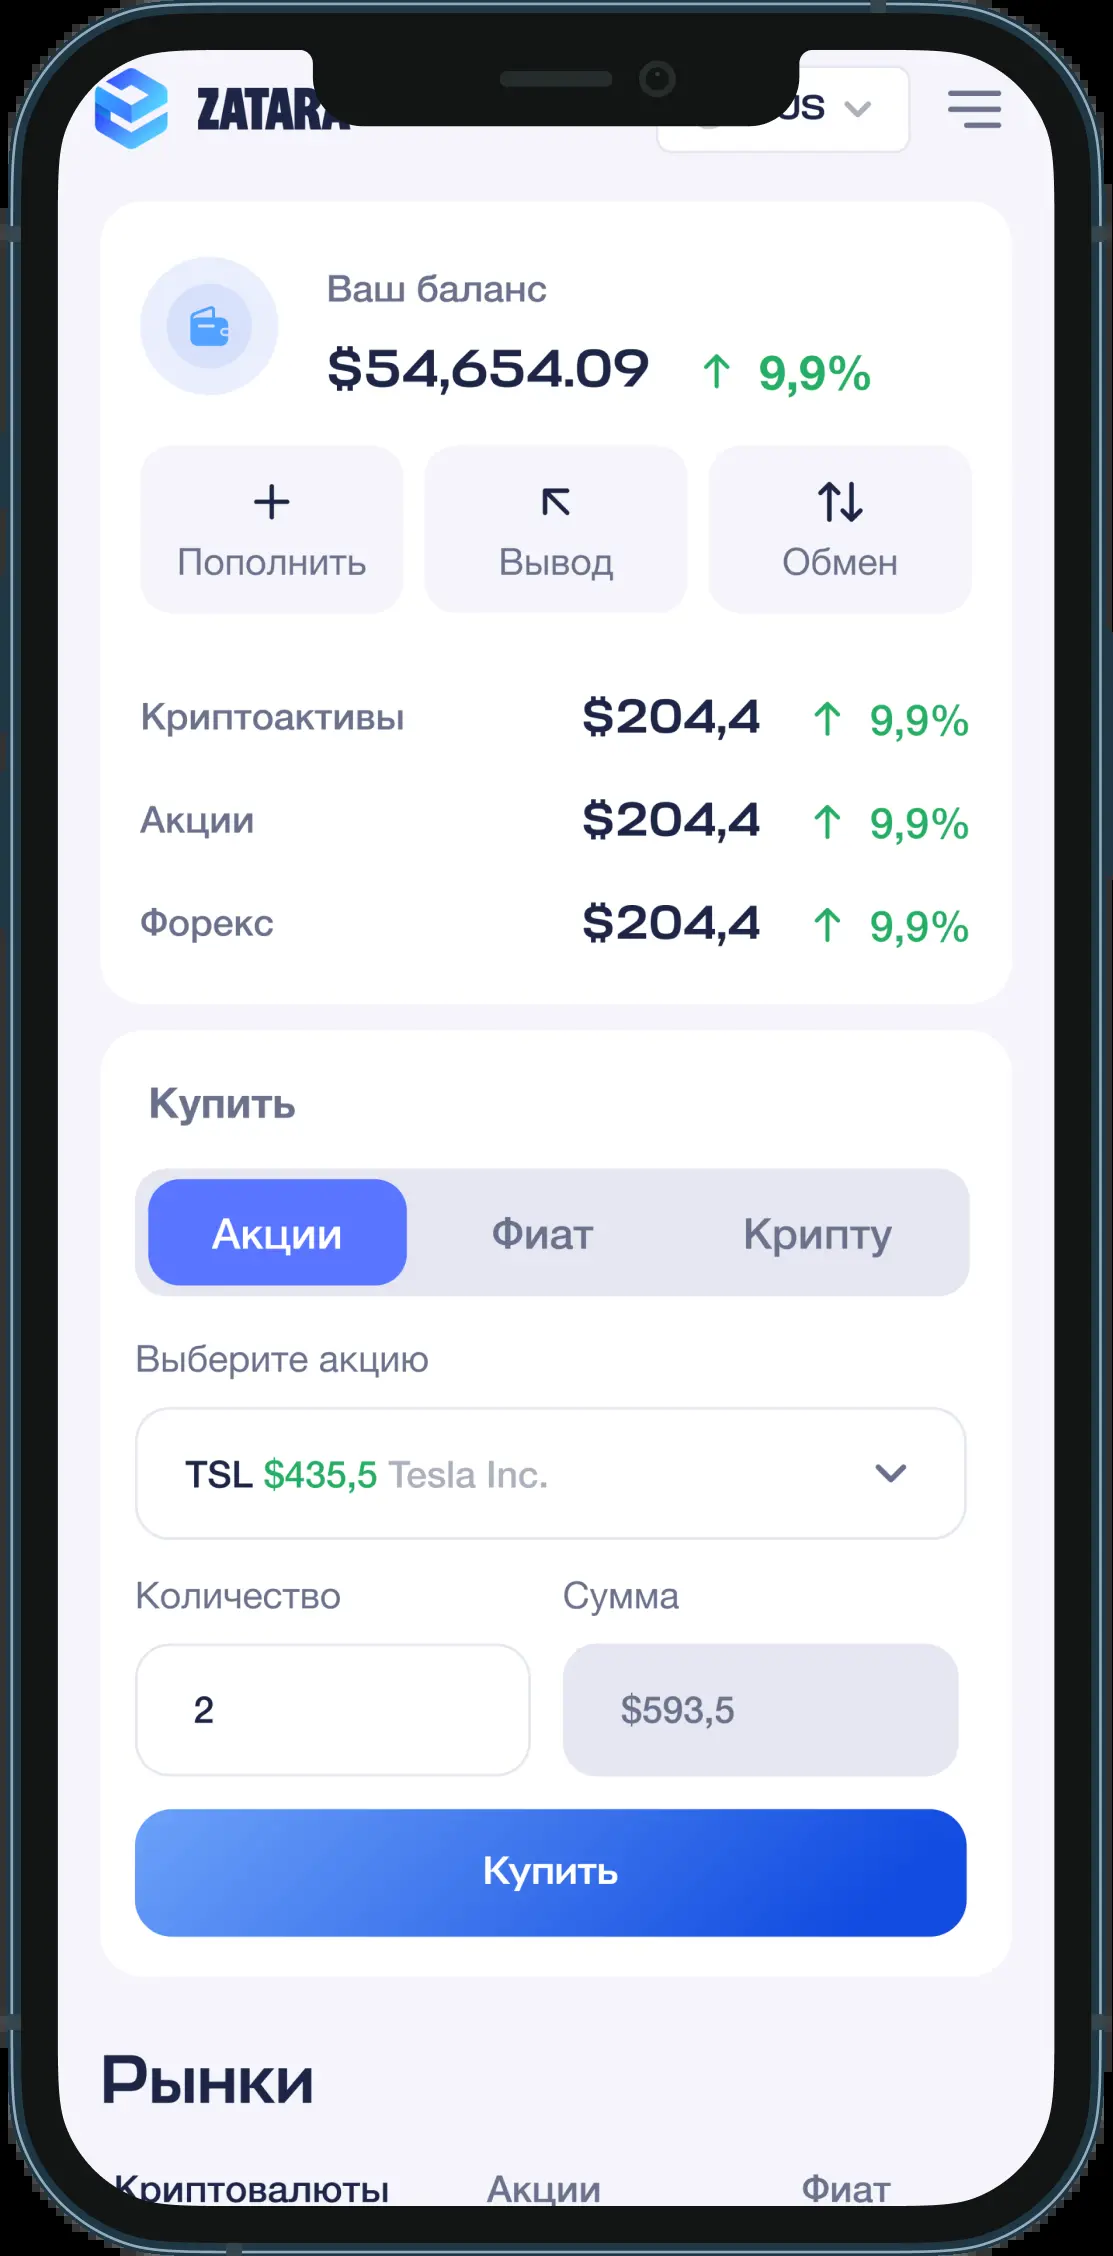 ZATARA
US
Ваш баланс
$54,654.09 ↑ 9,9%
Пополнить Вывод Обмен
Криптоактивы $204,4 ↑ 9,9%
Акции $204,4 ↑ 9,9%
Форекс $204,4 ↑ 9,9%
Купить
Акции Фиат Крипту
Выберите акцию
TSL $435,5 Tesla Inc.
Количество Сумма
2 $593,5
Купить
Рынки
Криптовалюты Акции Фиат